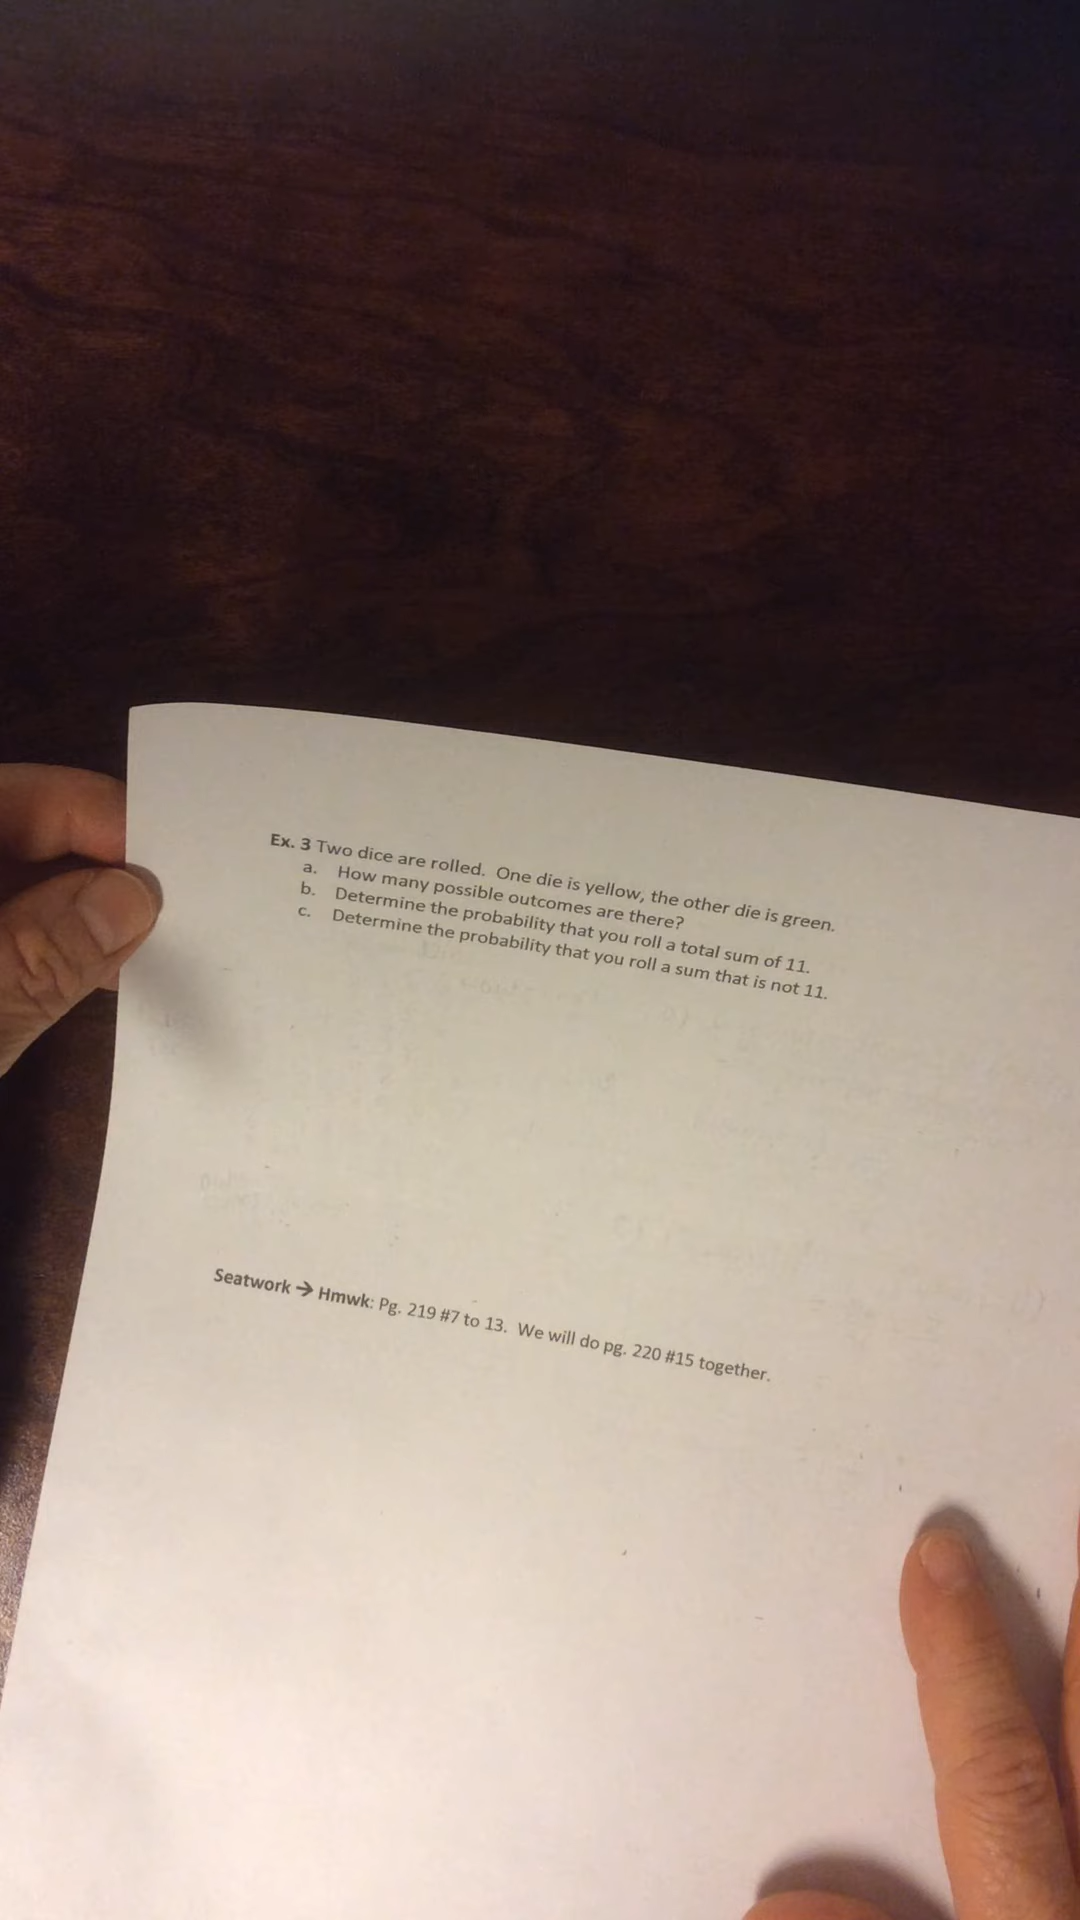 Ex. 3 Two dice are rolled. One die is yellow, the other die is green.
a. How many possible outcomes are there?
b. Determine the probability that you roll a total sum of 11.
c. Determine the probability that you roll a sum that is not 11.
Seatwork → Hmwk: Pg. 219 #7 to 13. We will do pg. 220 #15 together.